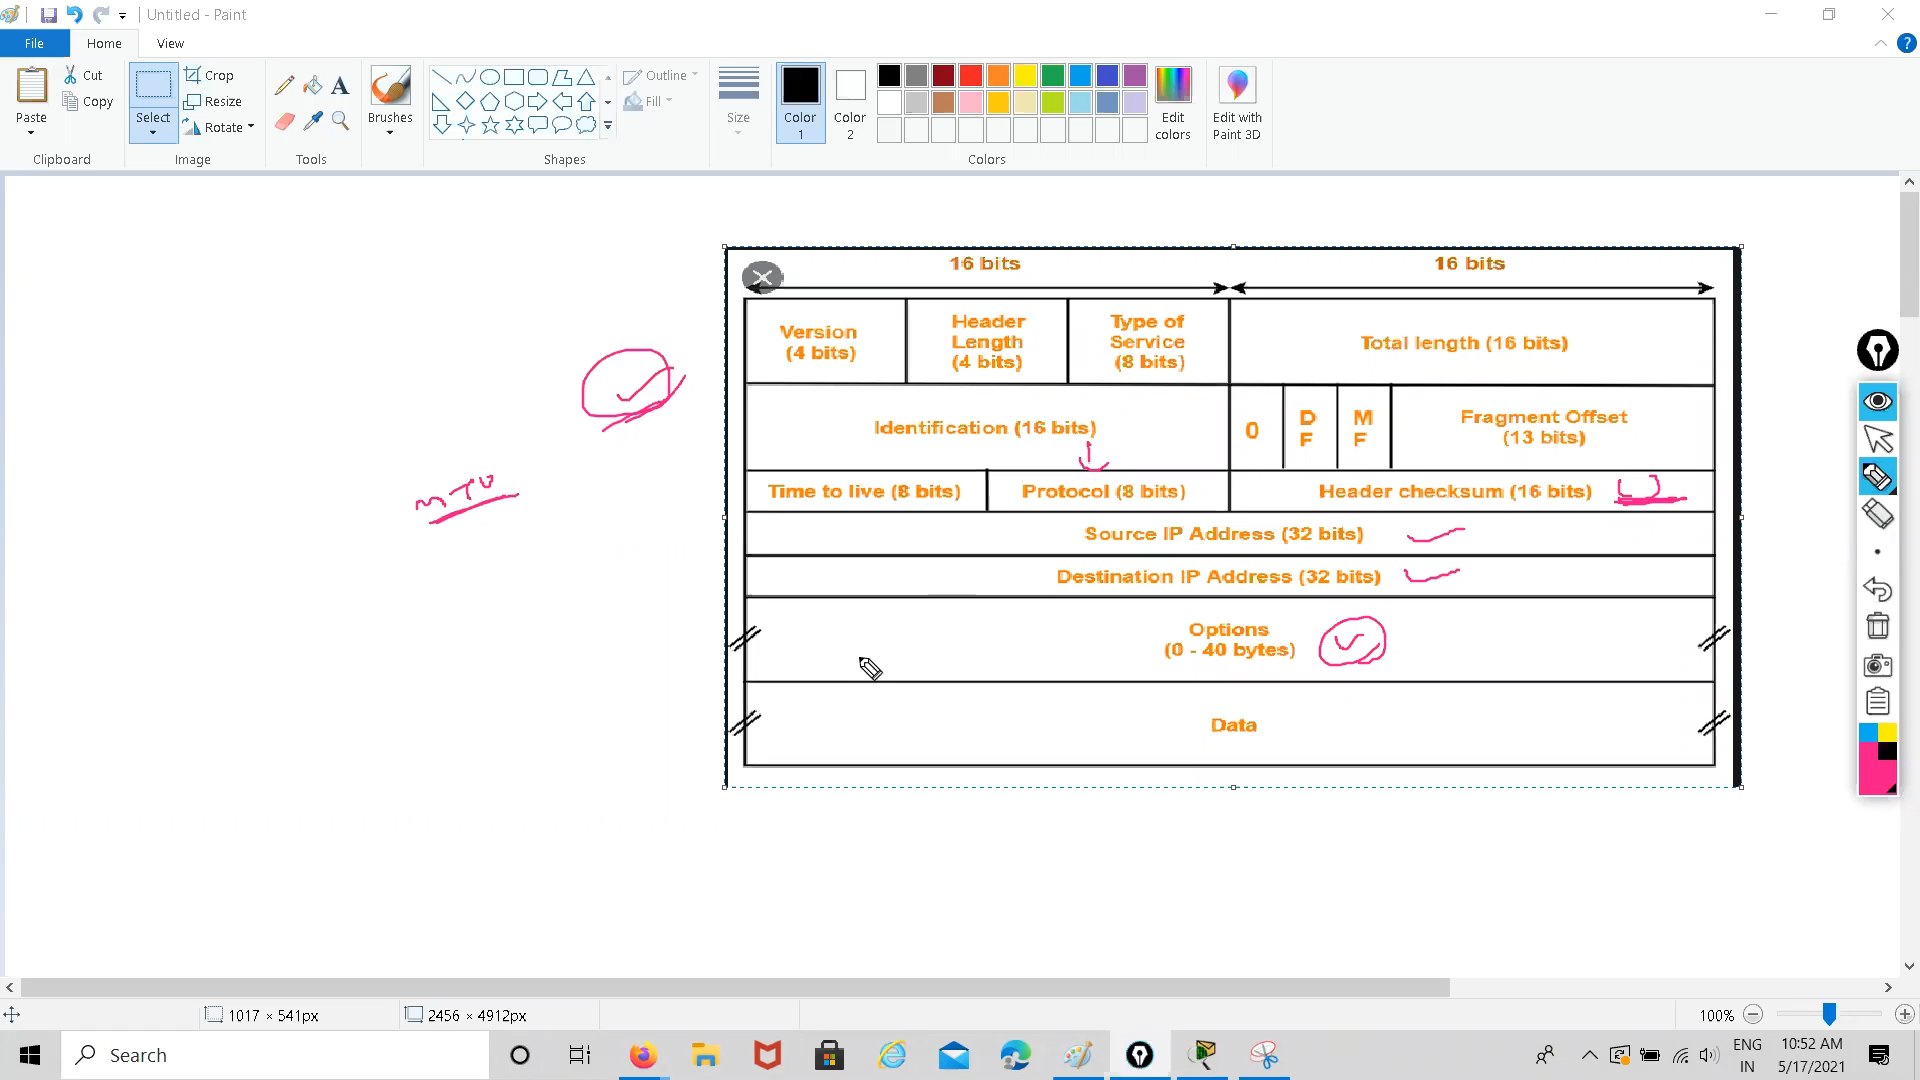 Untitled - Paint
File
Home
View
Paste
Cut
Copy
Clipboard
Select
Crop
Resize
Rotate
Image
A
Tools
Brushes
Shapes
Outline
Fill
Size
Color 1
Color 2
Edit colors
Edit with Paint 3D
Colors
?
16 bits
16 bits
Version
(4 bits)
Header
Length
(4 bits)
Type of
Service
(8 bits)
Total length (16 bits)
Identification (16 bits)
0
D
F
M
F
Fragment Offset
(13 bits)
Time to live (8 bits)
Protocol (8 bits)
Header checksum (16 bits)
MTU
Source IP Address (32 bits)
Destination IP Address (32 bits)
Options
(0 - 40 bytes)
Data
1017 × 541px
2456 × 4912px
100%
Search
ENG
IN
10:52 AM
5/17/2021